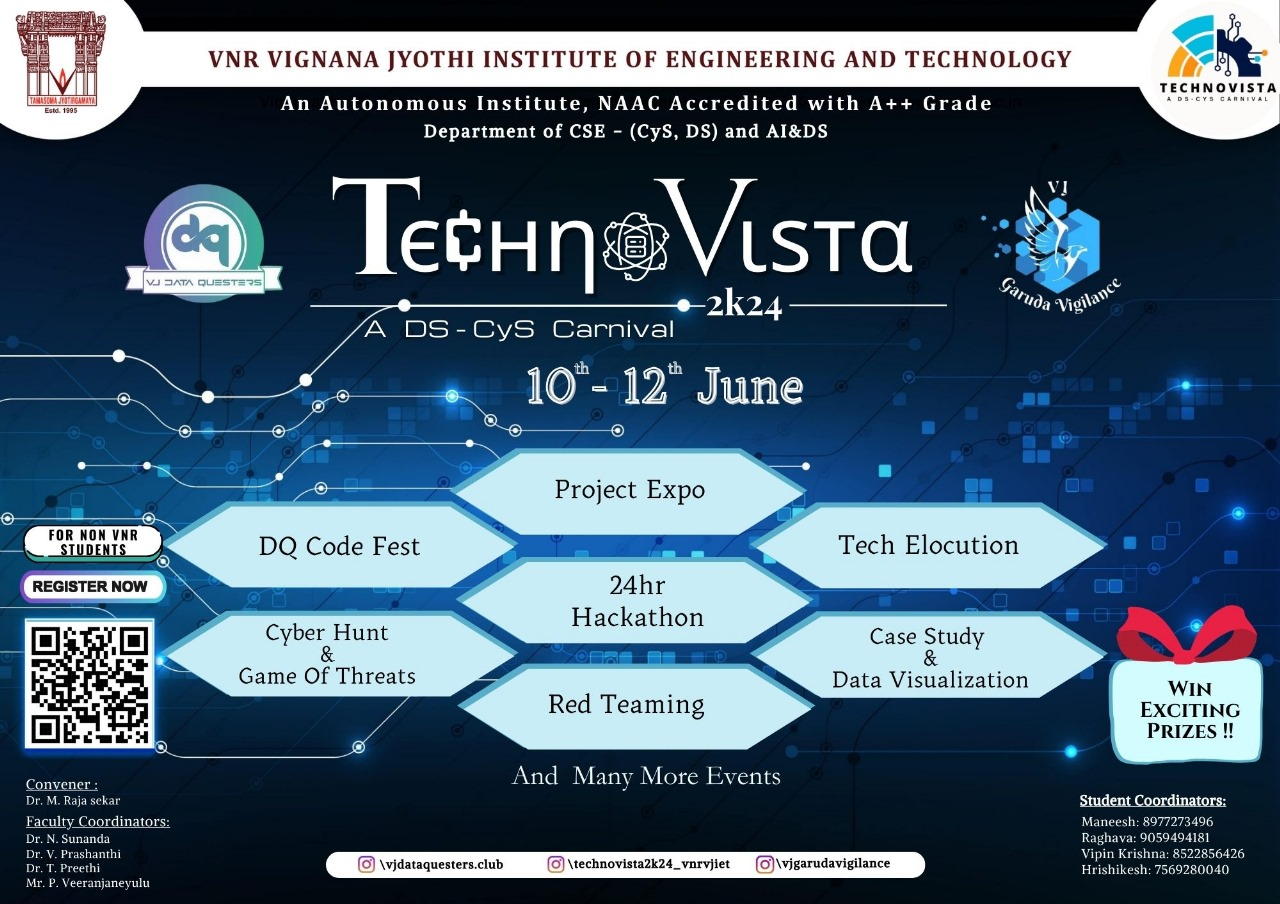 VNR VIGNANA JYOTHI INSTITUTE OF ENGINEERING AND TECHNOLOGY
TAMASOMA JYOTIRGAMAYA
Estd. 1995
TECHNOVISTA
A DS-CYS CARNIVAL
An Autonomous Institute, NAAC Accredited with A++ Grade
Department of CSE – (CyS, DS) and AI&DS
dq
VJ DATA QUESTERS
TECHNOVISTA
2k24
A DS-CyS Carnival
VJ
Garuda Vigilance
10th - 12th June
Project Expo
DQ Code Fest
Tech Elocution
24hr
Hackathon
Cyber Hunt
&
Game Of Threats
Case Study
&
Data Visualization
Red Teaming
And Many More Events
FOR NON VNR
STUDENTS
REGISTER NOW
WIN
EXCITING
PRIZES !!
Convener :
Dr. M. Raja sekar
Faculty Coordinators:
Dr. N. Sunanda
Dr. V. Prashanthi
Dr. T. Preethi
Mr. P. Veeranjaneyulu
\vjdataquesters.club
\technovista2k24_vnrvjiet
\vjgarudavigilance
Student Coordinators:
Maneesh: 8977273496
Raghava: 9059494181
Vipin Krishna: 8522856426
Hrishikesh: 7569280040